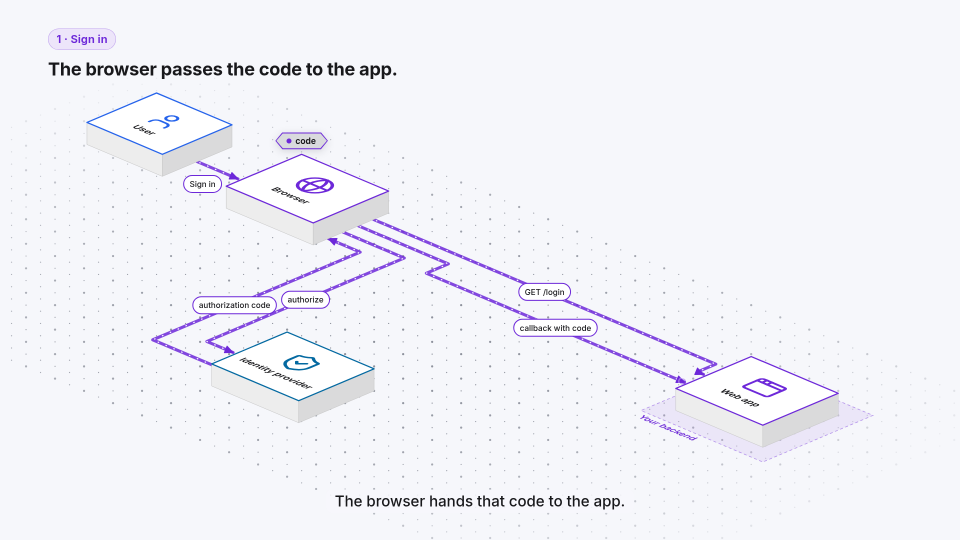 1 · Sign in
The browser passes the code to the app.
User
code
Sign in
Browser
GET /login
authorization code
authorize
callback with code
Identity provider
Web app
Your backend
The browser hands that code to the app.